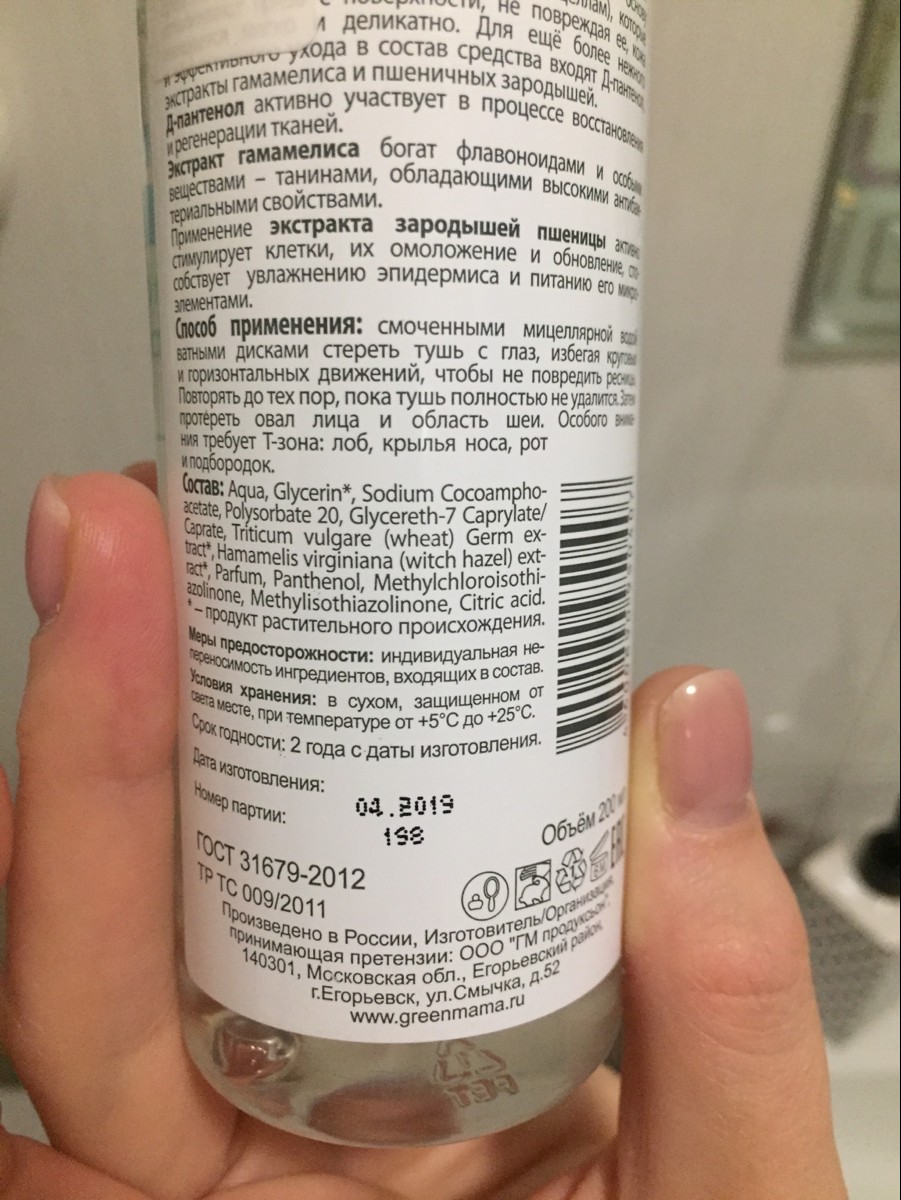 с поверхности, не повреждая ее,
и деликатно. Для ещё более нежного
и эффективного ухода в состав средства входят Д-пантенол,
экстракты гамамелиса и пшеничных зародышей.
Д-пантенол активно участвует в процессе восстановления
и регенерации тканей.
Экстракт гамамелиса богат флавоноидами и особыми
веществами – танинами, обладающими высокими антибак-
териальными свойствами.
Применение экстракта зародышей пшеницы активно
стимулирует клетки, их омоложение и обновление, спо-
собствует увлажнению эпидермиса и питанию его микро-
элементами.
Способ применения: смоченными мицеллярной водой
ватными дисками стереть тушь с глаз, избегая круговых
и горизонтальных движений, чтобы не повредить ресницы.
Повторять до тех пор, пока тушь полностью не удалится. Затем
протереть овал лица и область шеи. Особого внима-
ния требует Т-зона: лоб, крылья носа, рот
и подбородок.
Состав: Aqua, Glycerin*, Sodium Cocoampho-
acetate, Polysorbate 20, Glycereth-7 Caprylate/
Caprate, Triticum vulgare (wheat) Germ ex-
tract*, Hamamelis virginiana (witch hazel) ext-
ract*, Parfum, Panthenol, Methylchloroisothi-
azolinone, Methylisothiazolinone, Citric acid.
* – продукт растительного происхождения.
Меры предосторожности: индивидуальная не-
переносимость ингредиентов, входящих в состав.
Условия хранения: в сухом, защищенном от
света месте, при температуре от +5°C до +25°C.
Срок годности: 2 года с даты изготовления.
Дата изготовления:
04.2019
Номер партии:
198
Объём 200 мл
ГОСТ 31679-2012
ТР ТС 009/2011
EAC
Произведено в России, Изготовитель/Организация,
принимающая претензии: ООО "ГМ продукьон",
140301, Московская обл., Егорьевский район,
г.Егорьевск, ул.Смычка, д.52
www.greenmama.ru
PET